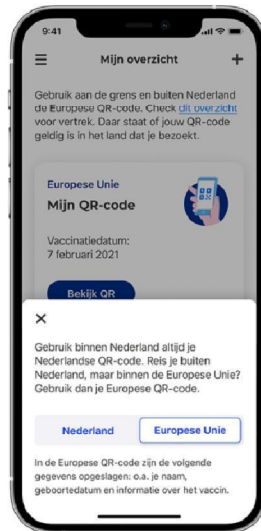 9:41
Mijn overzicht
Gebruik aan de grens en buiten Nederland
de Europese QR-code. Check dit overzicht
voor vertrek. Daar staat of jouw QR-code
geldig is in het land dat je bezoekt.
Europese Unie
Mijn QR-code
Vaccinatiedatum:
7 februari 2021
Bekijk QR
Gebruik binnen Nederland altijd je
Nederlandse QR-code. Reis je buiten
Nederland, maar binnen de Europese Unie?
Gebruik dan je Europese QR-code.
Nederland
Europese Unie
In de Europese QR-code zijn de volgende
gegevens opgeslagen: o.a. je naam,
geboortedatum en informatie over het vaccin.